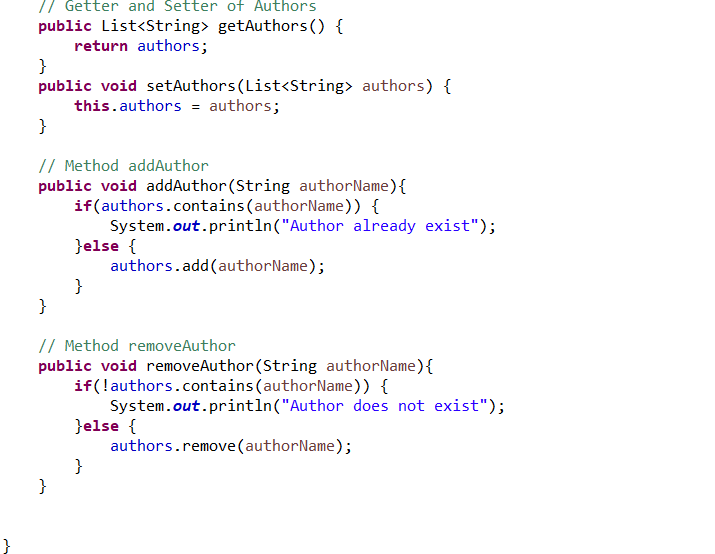 // Getter and Setter of Authors
public List<String> getAuthors() {
return authors;
}
public void setAuthors(List<String> authors) {
this.authors = authors;
}
// Method addAuthor
public void addAuthor(String authorName){
if(authors.contains(authorName)) {
System.out.println("Author already exist");
}else {
authors.add(authorName);
}
}
// Method removeAuthor
public void removeAuthor(String authorName){
if(!authors.contains(authorName)) {
System.out.println("Author does not exist");
}else {
authors.remove(authorName);
}
}
}